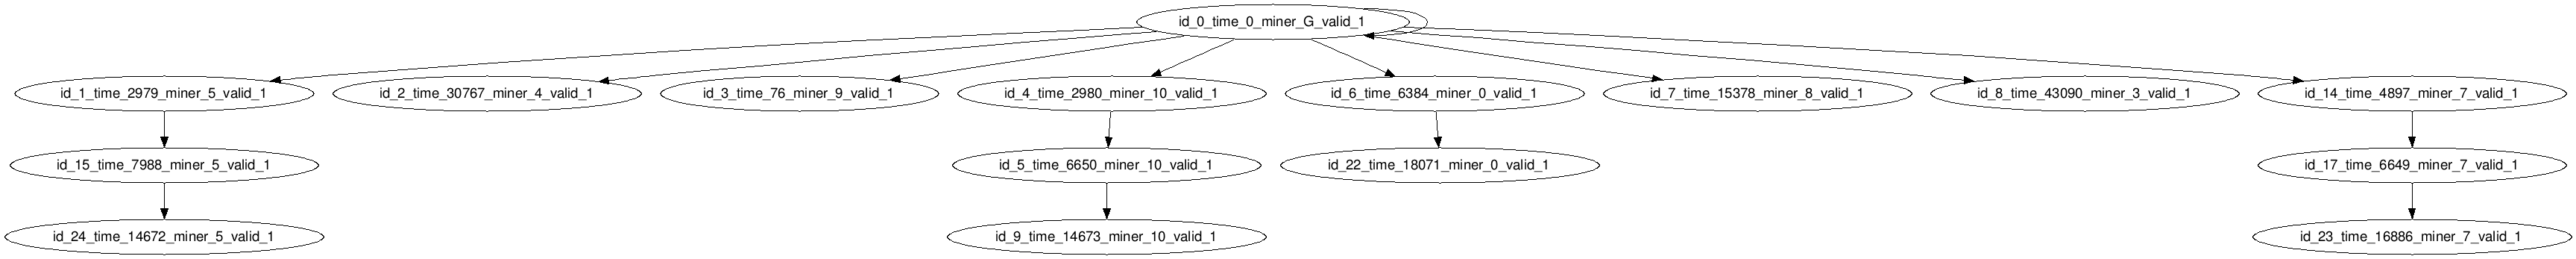 id_0_time_0_miner_G_valid_1
id_1_time_2979_miner_5_valid_1
id_2_time_30767_miner_4_valid_1
id_3_time_76_miner_9_valid_1
id_4_time_2980_miner_10_valid_1
id_6_time_6384_miner_0_valid_1
id_7_time_15378_miner_8_valid_1
id_8_time_43090_miner_3_valid_1
id_14_time_4897_miner_7_valid_1
id_15_time_7988_miner_5_valid_1
id_5_time_6650_miner_10_valid_1
id_22_time_18071_miner_0_valid_1
id_17_time_6649_miner_7_valid_1
id_24_time_14672_miner_5_valid_1
id_9_time_14673_miner_10_valid_1
id_23_time_16886_miner_7_valid_1